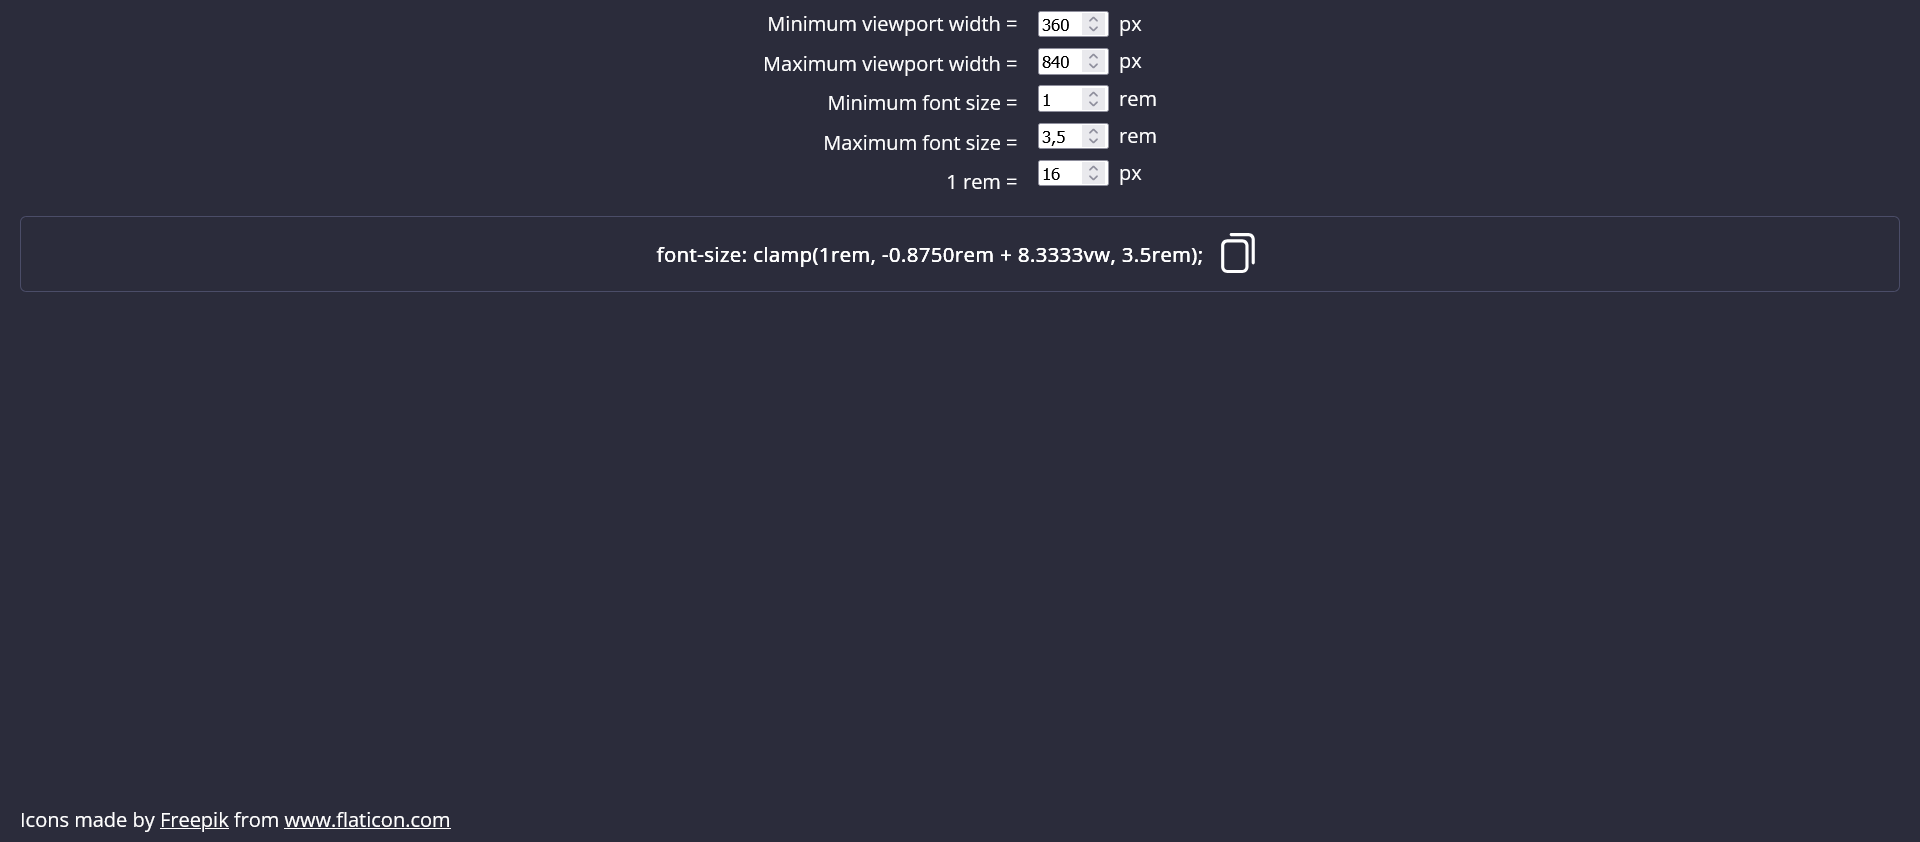 Minimum viewport width = 360 px
Maximum viewport width = 840 px
Minimum font size = 1 rem
Maximum font size = 3,5 rem
1 rem = 16 px
font-size: clamp(1rem, -0.8750rem + 8.3333vw, 3.5rem);
Icons made by Freepik from www.flaticon.com